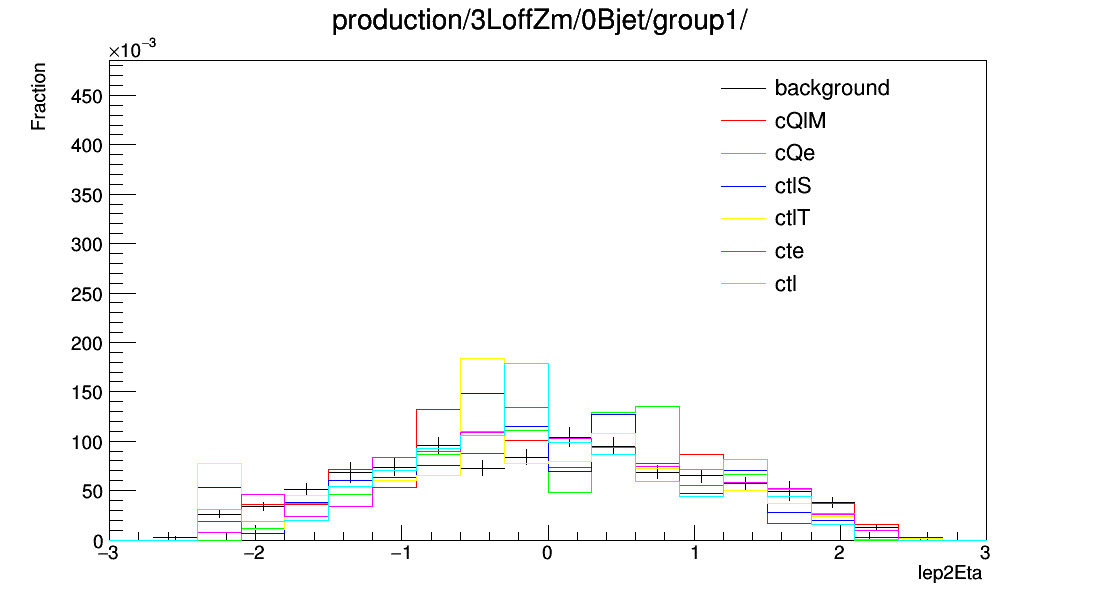 production/3LoffZm/0Bjet/group1/
×10⁻³
Fraction
450
400
350
300
250
200
150
100
50
0
background
cQlM
cQe
ctlS
ctlT
cte
ctl
−3 −2 −1 0 1 2 3
lep2Eta